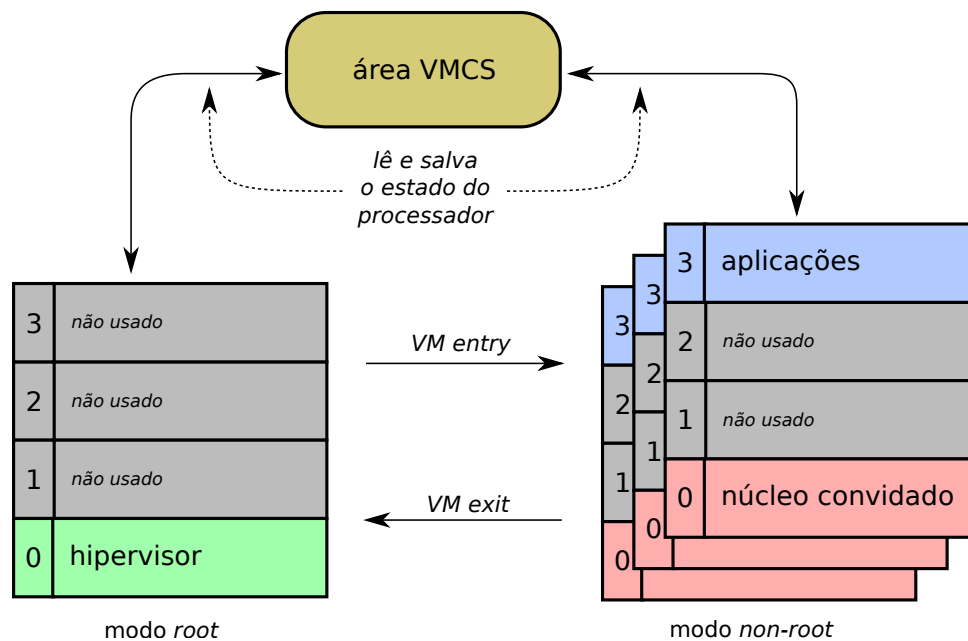 área VMCS
lê e salva
o estado do
processador
3 não usado
2 não usado
1 não usado
0 hipervisor
modo root
VM entry
VM exit
3 aplicações
2 não usado
1 não usado
0 núcleo convidado
3
2
1
0
3
2
1
0
modo non-root